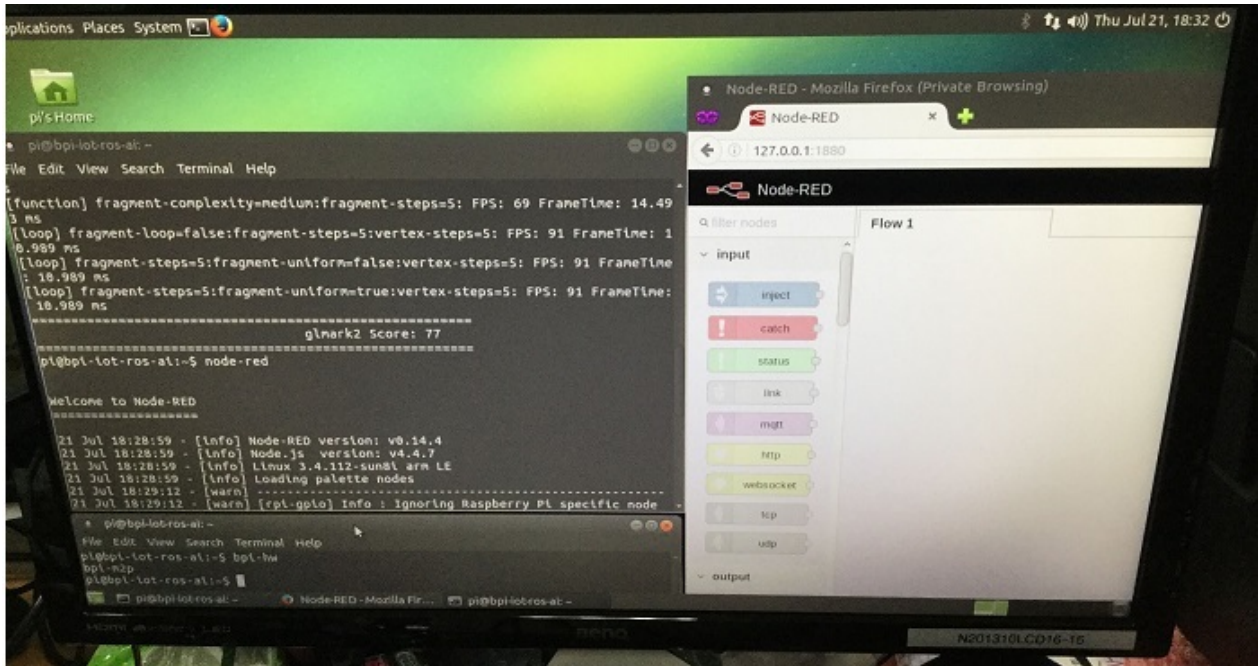 pplications Places System
Thu Jul 21, 18:32
pi's Home
pi@bpi-iot-ros-ai: ~
File Edit View Search Terminal Help
s
[function] fragment-complexity=medium:fragment-steps=5: FPS: 69 FrameTime: 14.49
3 ms
[loop] fragment-loop=false:fragment-steps=5:vertex-steps=5: FPS: 91 FrameTime: 1
0.989 ms
[loop] fragment-steps=5:fragment-uniform=false:vertex-steps=5: FPS: 91 FrameTime
: 10.989 ms
[loop] fragment-steps=5:fragment-uniform=true:vertex-steps=5: FPS: 91 FrameTime:
10.989 ms
glmark2 Score: 77
pi@bpi-iot-ros-ai:~$ node-red
Welcome to Node-RED
===================
21 Jul 18:28:59 - [info] Node-RED version: v0.14.4
21 Jul 18:28:59 - [info] Node.js version: v4.4.7
21 Jul 18:28:59 - [info] Linux 3.4.112-sun8i arm LE
21 Jul 18:28:59 - [info] Loading palette nodes
21 Jul 18:29:12 - [warn] ------------------------------------------------------
21 Jul 18:29:12 - [warn] [rpi-gpio] Info : Ignoring Raspberry Pi specific node
pi@bpi-iot-ros-ai: ~
File Edit View Search Terminal Help
pi@bpi-iot-ros-ai:~$ bpi-hw
bpi-m2p
pi@bpi-iot-ros-ai:~$
pi@bpi-iot-ros-ai: ~
Node-RED - Mozilla Fir...
pi@bpi-iot-ros-ai: ~
Node-RED - Mozilla Firefox (Private Browsing)
Node-RED
127.0.0.1:1880
Node-RED
filter nodes
Flow 1
input
inject
catch
status
link
mqtt
http
websocket
tcp
udp
output
BenQ
N201310LCD16-15